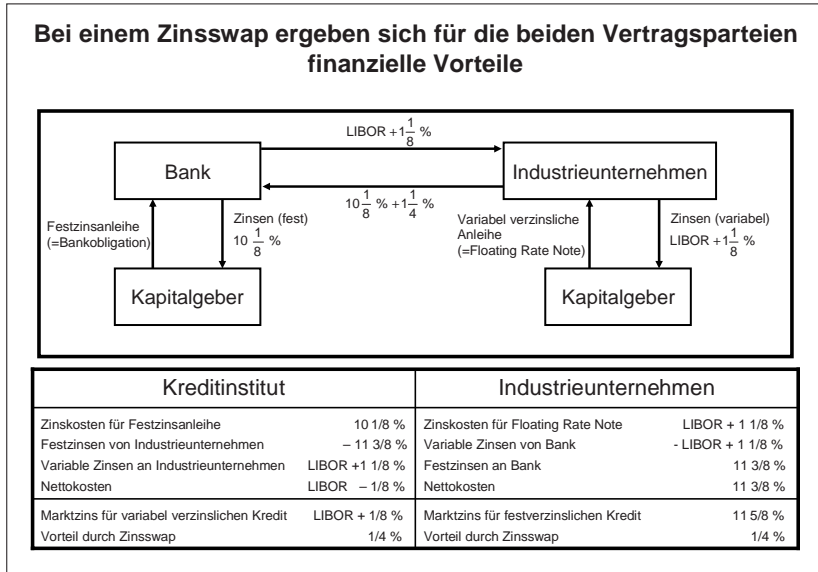 Bei einem Zinsswap ergeben sich für die beiden Vertragsparteien
finanzielle Vorteile
LIBOR + 1 1/8 %
Bank
Industrieunternehmen
10 1/8 % + 1 1/4 %
Festzinsanleihe
(=Bankobligation)
Zinsen (fest)
10 1/8 %
Variabel verzinsliche
Anleihe
(=Floating Rate Note)
Zinsen (variabel)
LIBOR + 1 1/8 %
Kapitalgeber
Kapitalgeber
Kreditinstitut
Zinskosten für Festzinsanleihe 10 1/8 %
Festzinsen von Industrieunternehmen – 11 3/8 %
Variable Zinsen an Industrieunternehmen LIBOR +1 1/8 %
Nettokosten LIBOR – 1/8 %
Marktzins für variabel verzinslichen Kredit LIBOR + 1/8 %
Vorteil durch Zinsswap 1/4 %
Industrieunternehmen
Zinskosten für Floating Rate Note LIBOR + 1 1/8 %
Variable Zinsen von Bank - LIBOR + 1 1/8 %
Festzinsen an Bank 11 3/8 %
Nettokosten 11 3/8 %
Marktzins für festverzinslichen Kredit 11 5/8 %
Vorteil durch Zinsswap 1/4 %